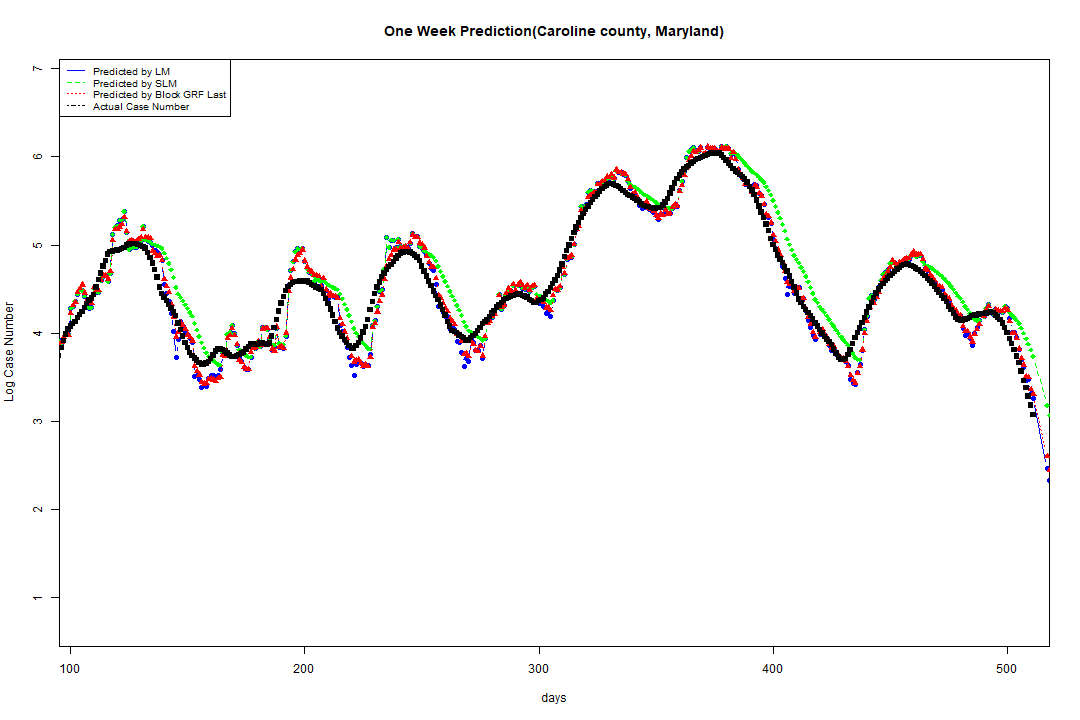 One Week Prediction(Caroline county, Maryland)
Predicted by LM
Predicted by SLM
Predicted by Block GRF Last
Actual Case Number
7
6
5
4
3
2
1
Log Case Number
100 200 300 400 500
days